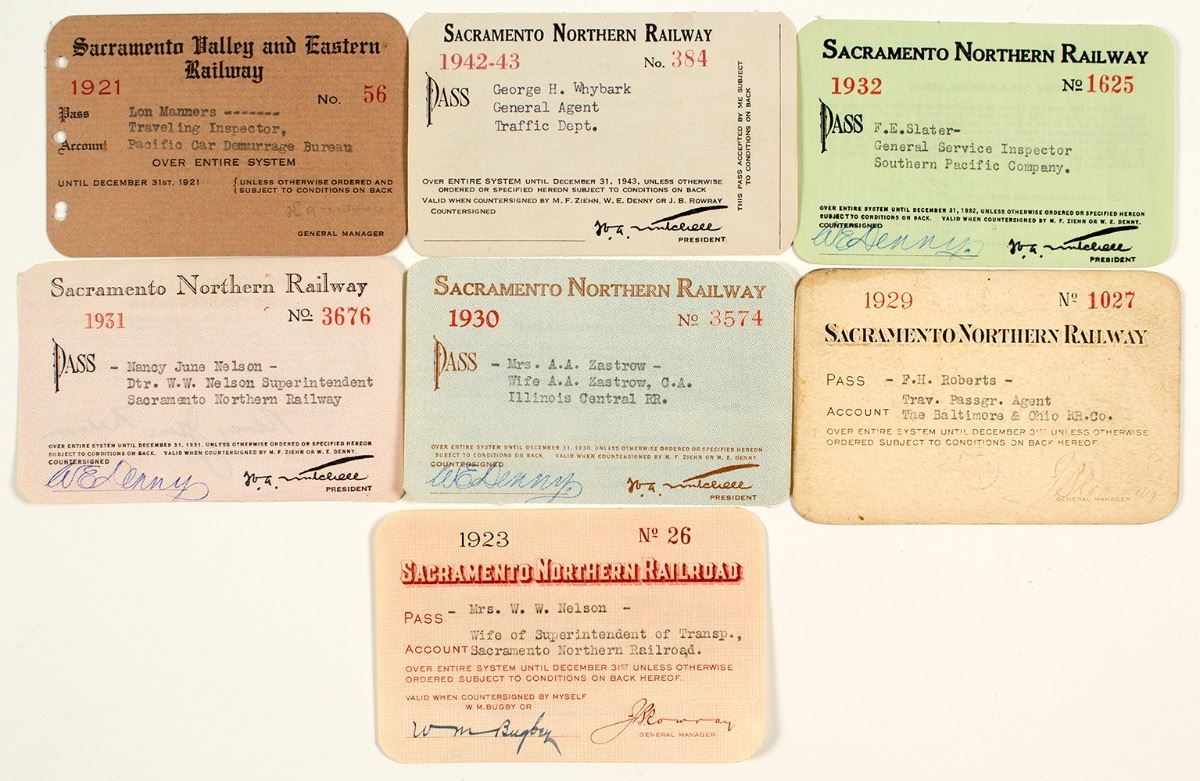 Sacramento Valley and Eastern
Railway
1921
No. 56
Pass Lon Manners -------
Traveling Inspector,
Account Pacific Car Demurrage Bureau
OVER ENTIRE SYSTEM
UNTIL DECEMBER 31ST, 1921 { UNLESS OTHERWISE ORDERED AND
SUBJECT TO CONDITIONS ON BACK
GENERAL MANAGER
SACRAMENTO NORTHERN RAILWAY
1942-43 No. 384
PASS George H. Whybark
General Agent
Traffic Dept.
OVER ENTIRE SYSTEM UNTIL DECEMBER 31, 1943, UNLESS OTHERWISE
ORDERED OR SPECIFIED HEREON SUBJECT TO CONDITIONS ON BACK
VALID WHEN COUNTERSIGNED BY M. F. ZIEHN, W. E. DENNY OR J. B. ROWRAY
COUNTERSIGNED
W.A. Mitchell
PRESIDENT
THIS PASS ACCEPTED BY ME SUBJECT
TO CONDITIONS ON BACK
SACRAMENTO NORTHERN RAILWAY
1932 No 1625
PASS F.E.Slater-
General Service Inspector
Southern Pacific Company.
OVER ENTIRE SYSTEM UNTIL DECEMBER 31, 1932, UNLESS OTHERWISE ORDERED OR SPECIFIED HEREON
SUBJECT TO CONDITIONS ON BACK. VALID WHEN COUNTERSIGNED BY M. F. ZIEHN OR W. E. DENNY.
COUNTERSIGNED
W E Denny. W.A. Mitchell
PRESIDENT
Sacramento Northern Railway
1931 No. 3676
PASS - Nancy June Nelson -
Dtr. W.W. Nelson Superintendent
Sacramento Northern Railway
OVER ENTIRE SYSTEM UNTIL DECEMBER 31, 1931, UNLESS OTHERWISE ORDERED OR SPECIFIED HEREON
SUBJECT TO CONDITIONS ON BACK. VALID WHEN COUNTERSIGNED BY M. F. ZIEHN OR W. E. DENNY.
COUNTERSIGNED
W E Denny W.A. Mitchell
PRESIDENT
SACRAMENTO NORTHERN RAILWAY
1930 No 3574
PASS - Mrs. A.A. Zastrow -
Wife A.A. Zastrow, C.A.
Illinois Central RR.
OVER ENTIRE SYSTEM UNTIL DECEMBER 31, 1930, UNLESS OTHERWISE ORDERED OR SPECIFIED HEREON
SUBJECT TO CONDITIONS ON BACK. VALID WHEN COUNTERSIGNED BY M. F. ZIEHN OR W. E. DENNY.
COUNTERSIGNED
W E Denny. W.A. Mitchell
PRESIDENT
1929 No 1027
SACRAMENTO NORTHERN RAILWAY
PASS - F.H. Roberts -
Trav. Passgr. Agent
ACCOUNT The Baltimore & Ohio RR.Co.
OVER ENTIRE SYSTEM UNTIL DECEMBER 31ST UNLESS OTHERWISE
ORDERED SUBJECT TO CONDITIONS ON BACK HEREOF.
GENERAL MANAGER
1923 No 26
SACRAMENTO NORTHERN RAILROAD
PASS - Mrs. W. W. Nelson -
Wife of Superintendent of Transp.,
ACCOUNT Sacramento Northern Railroad.
OVER ENTIRE SYSTEM UNTIL DECEMBER 31ST UNLESS OTHERWISE
ORDERED SUBJECT TO CONDITIONS ON BACK HEREOF.
VALID WHEN COUNTERSIGNED BY MYSELF
W. M. BUGBY OR
W M Bugby J B Rowray
GENERAL MANAGER